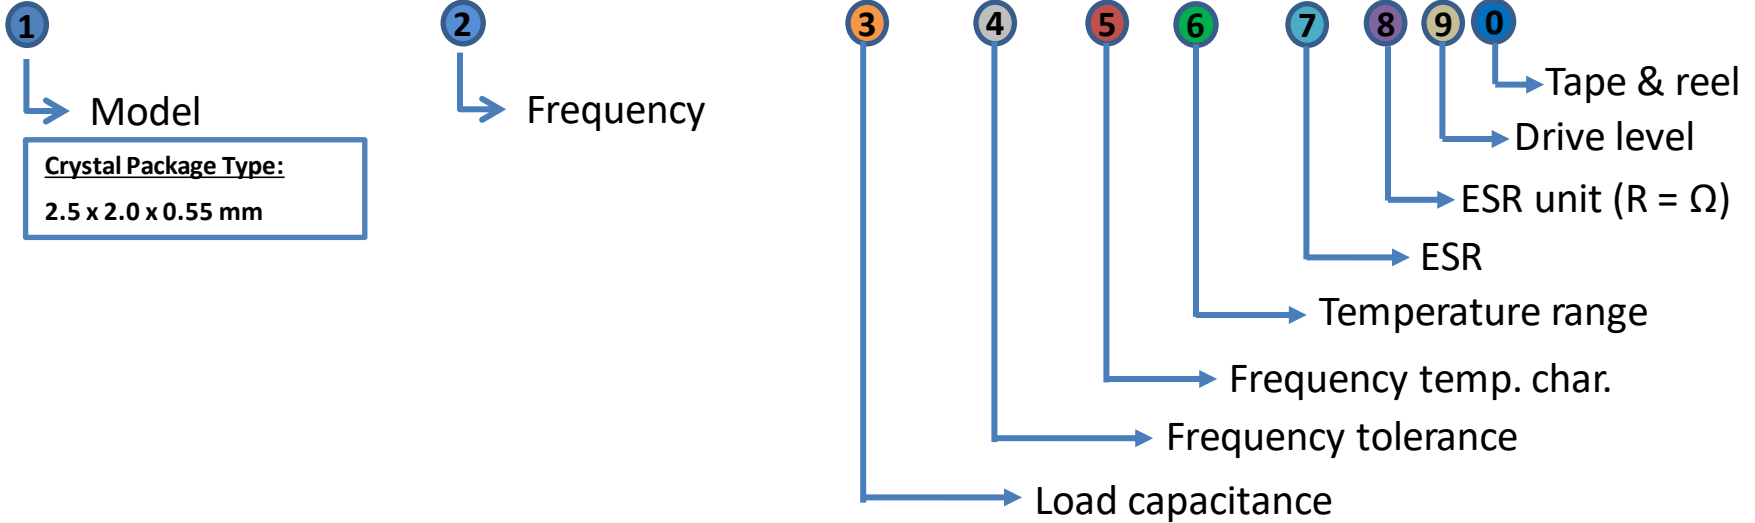 1 2 3 4 5 6 7 8 9 0
Model
Frequency
Tape & reel
Drive level
Crystal Package Type:
2.5 x 2.0 x 0.55 mm
ESR unit (R = Ω)
ESR
Temperature range
Frequency temp. char.
Frequency tolerance
Load capacitance